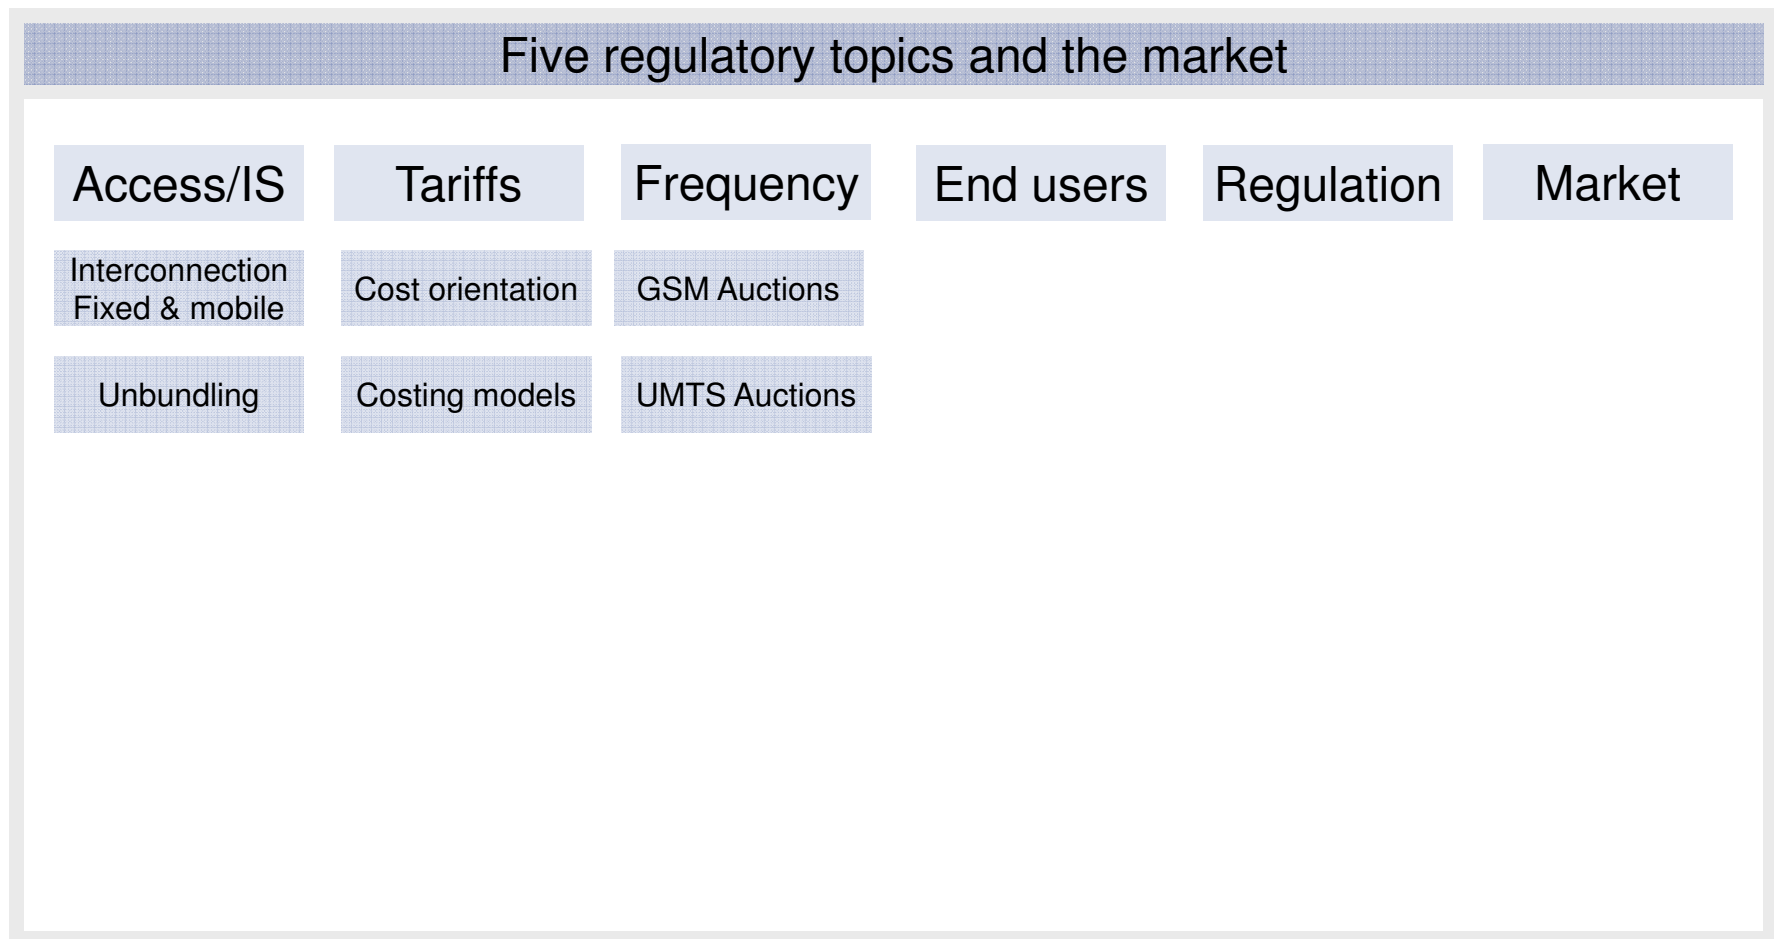 Five regulatory topics and the market
Access/IS
Tariffs
Frequency
End users
Regulation
Market
Interconnection
Fixed & mobile
Cost orientation
GSM Auctions
Unbundling
Costing models
UMTS Auctions